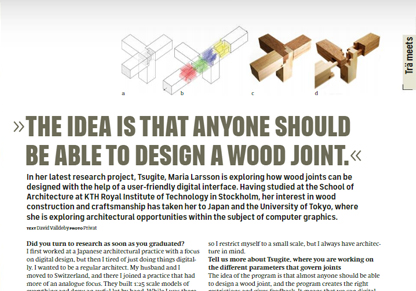 a
b
c
d
Trä meets
»THE IDEA IS THAT ANYONE SHOULD
BE ABLE TO DESIGN A WOOD JOINT.«
In her latest research project, Tsugite, Maria Larsson is exploring how wood joints can be
designed with the help of a user-friendly digital interface. Having studied at the School of
Architecture at KTH Royal Institute of Technology in Stockholm, her interest in wood
construction and craftsmanship has taken her to Japan and the University of Tokyo, where
she is exploring architectural opportunities within the subject of computer graphics.
TEXT David Valldeby PHOTO Privat
Did you turn to research as soon as you graduated?
I first worked at a Japanese architectural practice with a focus
on digital design, but then I tired of just doing things digital-
ly. I wanted to be a regular architect. My husband and I
moved to Switzerland, and there I joined a practice that had
more of an analogue focus. They built 1:25 scale models of
so I restrict myself to a small scale, but I always have architec-
ture in mind.
Tell us more about Tsugite, where you are working on
the different parameters that govern joints
The idea of the program is that almost anyone should be able
to design a wood joint, and the program creates the right